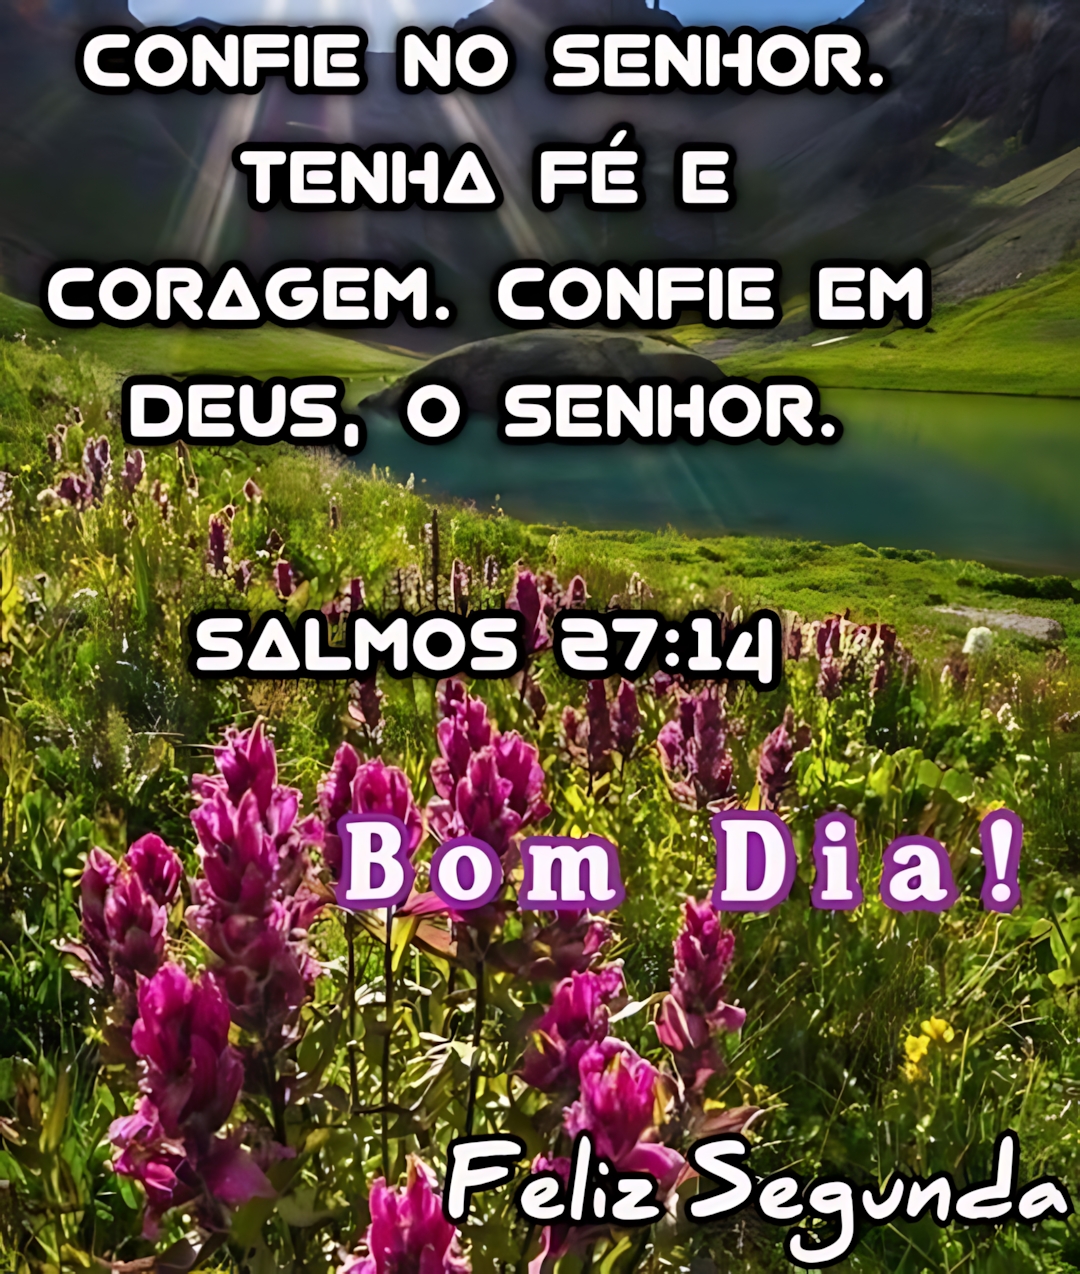 CONFIE NO SENHOR.
TENHA FÉ E
CORAGEM. CONFIE EM
DEUS, O SENHOR.
SALMOS 27:14
Bom Dia!
Feliz Segunda